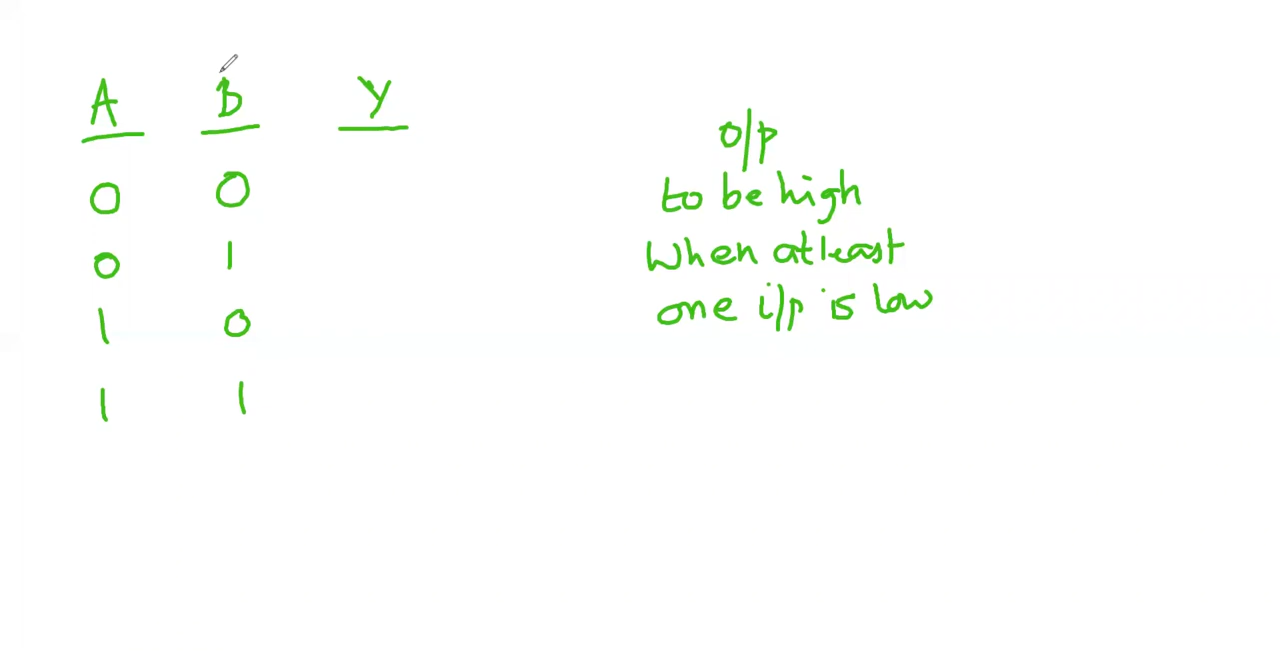 A B Y
0 0
0 1
1 0
1 1
o/p
to be high
When atleast
one i/p is low